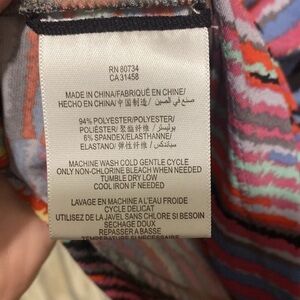 RN 80734
CA 31458
MADE IN CHINA/FABRIQUÉ EN CHINE/
HECHO EN CHINA/中国制造/ صنع في الصين
94% POLYESTER/POLYESTER/
POLIÉSTER/ 聚酯纤维 / بوليستر
6% SPANDEX/ELASTHANNE/
ELASTANO/ 弹性纤维 / سباندكس
MACHINE WASH COLD GENTLE CYCLE
ONLY NON-CHLORINE BLEACH WHEN NEEDED
TUMBLE DRY LOW
COOL IRON IF NEEDED
LAVAGE EN MACHINE A L'EAU FROIDE
CYCLE DELICAT
UTILISEZ DE LA JAVEL SANS CHLORE SI BESOIN
SECHAGE DOUX
REPASSER A BASSE
TEMPERATURE SI NECESSAIRE